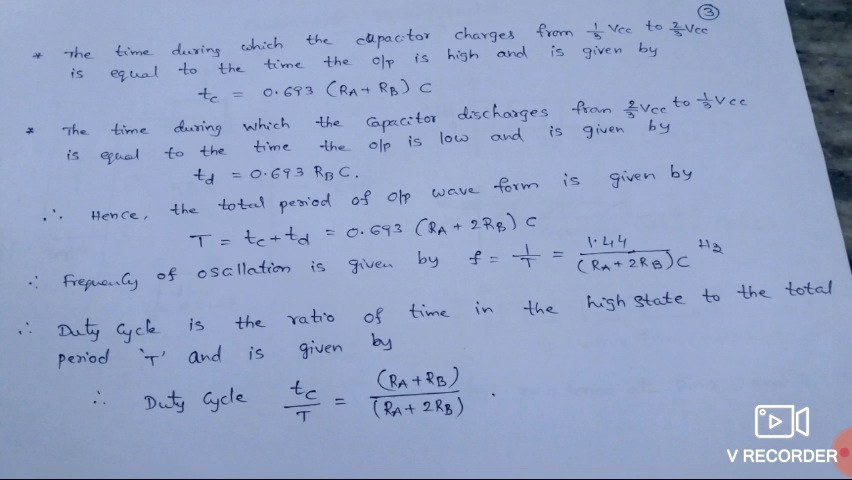 ③
* The time during which the capacitor charges from 1/3 Vcc to 2/3 Vcc
is equal to the time the o/p is high and is given by
tc = 0.693 (RA + RB) C
* The time during which the capacitor discharges from 2/3 Vcc to 1/3 Vcc
is equal to the time the o/p is low and is given by
td = 0.693 RB C.
∴ Hence, the total period of o/p wave form is given by
T = tc + td = 0.693 (RA + 2RB) C
∴ Frequency of oscillation is given by f = 1/T = 1.44/(RA + 2RB)C Hz
∴ Duty Cycle is the ratio of time in the high state to the total
period 'T' and is given by
∴ Duty Cycle tc/T = (RA + RB)/(RA + 2RB) .
V RECORDER